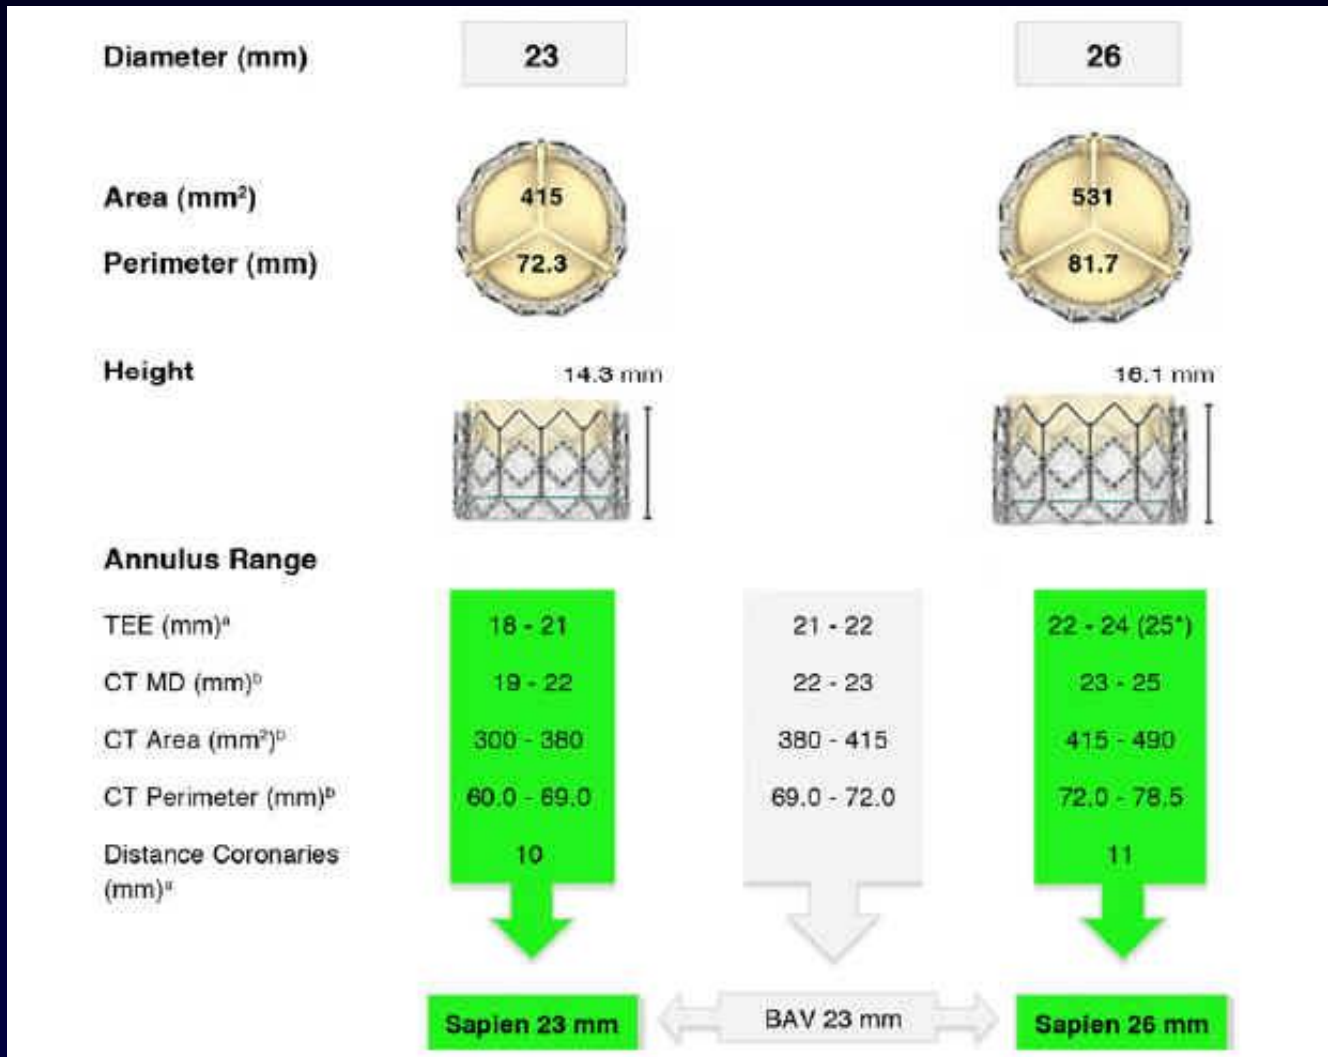 Diameter (mm) 23 26
Area (mm²) 415 531
Perimeter (mm) 72.3 81.7
Height 14.3 mm 16.1 mm
Annulus Range
TEE (mm)ᵃ 18 - 21 21 - 22 22 - 24 (25*)
CT MD (mm)ᵇ 19 - 22 22 - 23 23 - 25
CT Area (mm²)ᵇ 300 - 380 380 - 415 415 - 490
CT Perimeter (mm)ᵇ 60.0 - 69.0 69.0 - 72.0 72.0 - 78.5
Distance Coronaries 10 11
(mm)ᵃ
Sapien 23 mm BAV 23 mm Sapien 26 mm